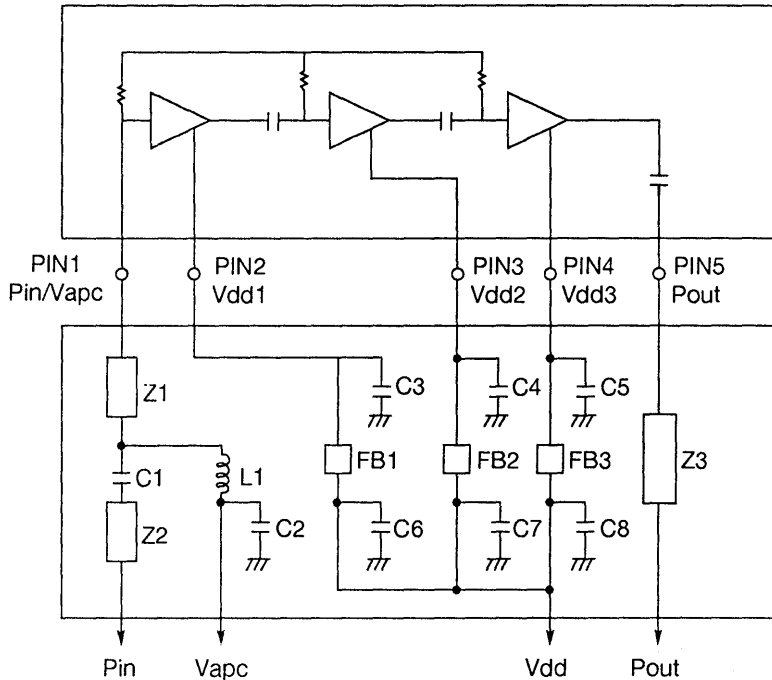 PIN1
Pin/Vapc
PIN2
Vdd1
PIN3
Vdd2
PIN4
Vdd3
PIN5
Pout
Z1
C3
C4
C5
C1
L1
FB1
FB2
FB3
Z3
Z2
C2
C6
C7
C8
Pin
Vapc
Vdd
Pout